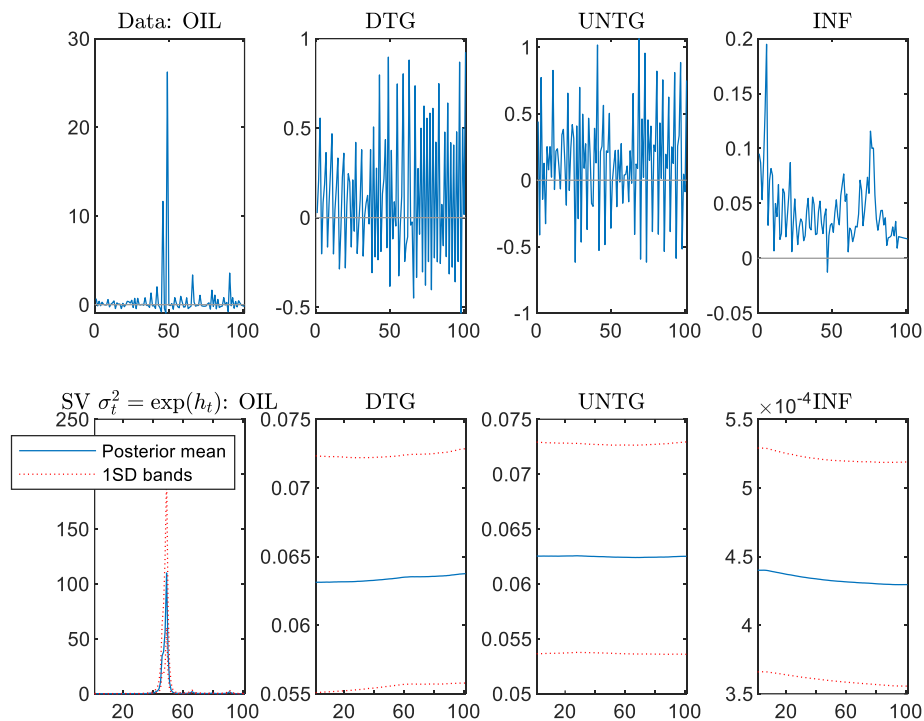 Data: OIL DTG UNTG INF
30 1 1 0.2
20 0.5 0.5 0.15
10 0 0 0.1
0 -0.5 -0.5 0.05
-1 0
-0.05
0 50 100 0 50 100 0 50 100 0 50 100
SV σ_t^2 = exp(h_t): OIL DTG UNTG ×10^-4 INF
250 0.075 0.075 5.5
Posterior mean
1SD bands
150 0.07 0.07 5
100 0.065 0.065 4.5
50 0.06 0.06 4
0 0.055 0.055 3.5
0.05
20 40 60 80 100 20 40 60 80 100 20 40 60 80 100 20 40 60 80 100